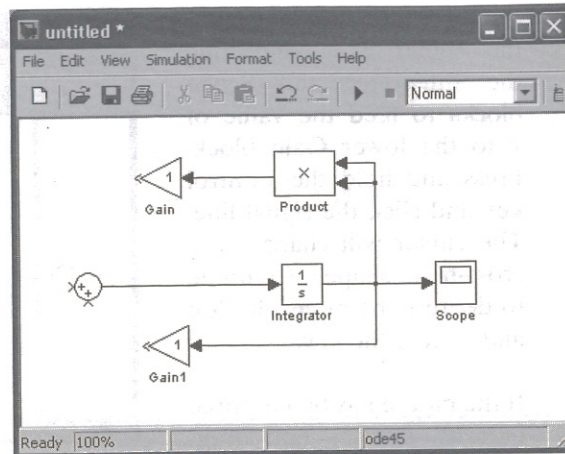 untitled *
File Edit View Simulation Format Tools Help
Normal
1
×
Gain
Product
+
+
1
s
Integrator
Scope
1
Gain1
Ready 100% ode45